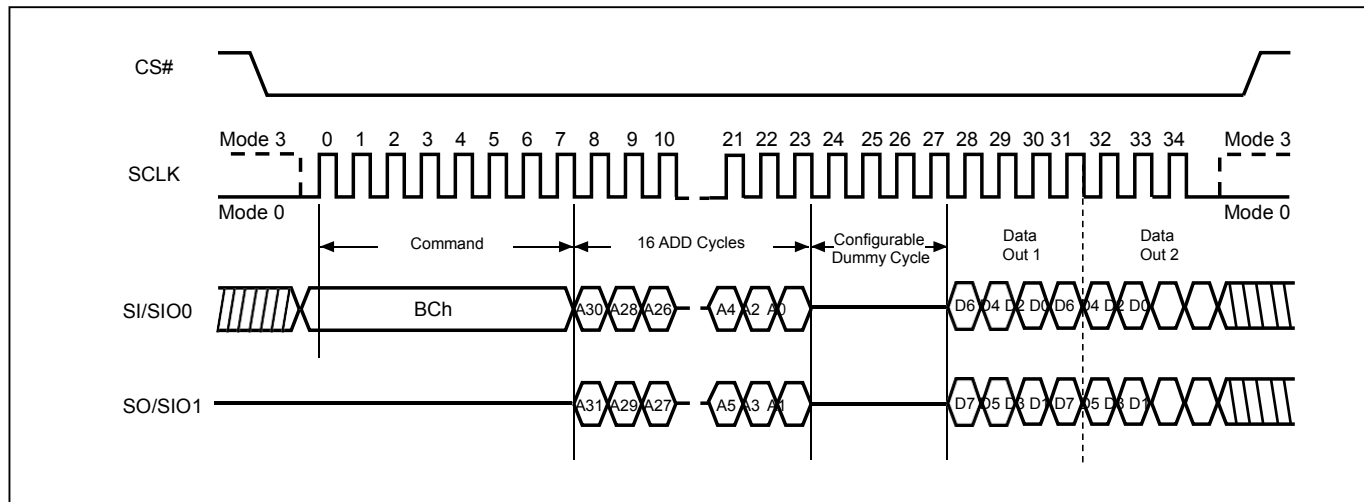 CS#
Mode 3 0 1 2 3 4 5 6 7 8 9 10 21 22 23 24 25 26 27 28 29 30 31 32 33 34 Mode 3
SCLK
Mode 0 Mode 0
Command 16 ADD Cycles Configurable Dummy Cycle Data Out 1 Data Out 2
SI/SIO0 BCh A30 A28 A26 A4 A2 A0 D6 D4 D2 D0 D6 D4 D2 D0
SO/SIO1 A31 A29 A27 A5 A3 A1 D7 D5 D3 D1 D7 D5 D3 D1